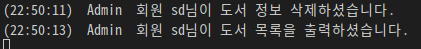 (22:50:11)  Admin  회원 sd님이 도서 정보 삭제하셨습니다.
(22:50:13)  Admin  회원 sd님이 도서 목록을 출력하셨습니다.